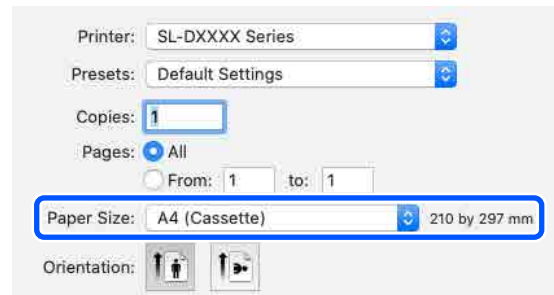 Printer: SL-DXXXX Series
Presets: Default Settings
Copies: 1
Pages: All
From: 1 to: 1
Paper Size: A4 (Cassette) 210 by 297 mm
Orientation: